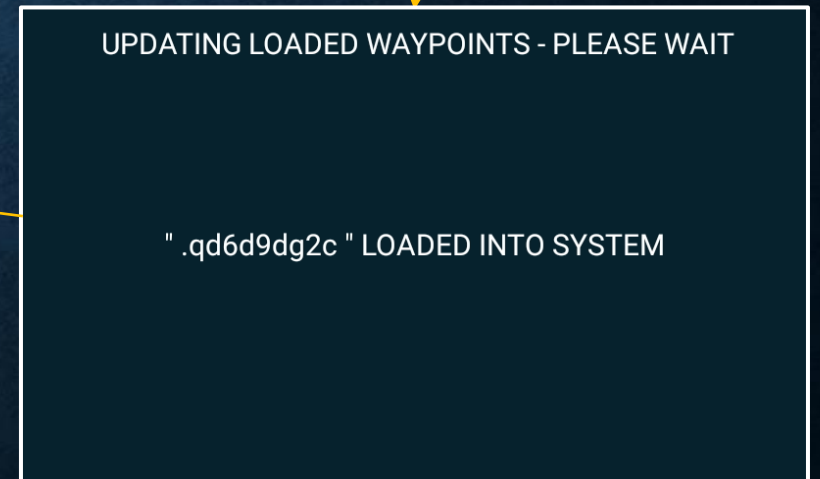 UPDATING LOADED WAYPOINTS - PLEASE WAIT
" .qd6d9dg2c " LOADED INTO SYSTEM